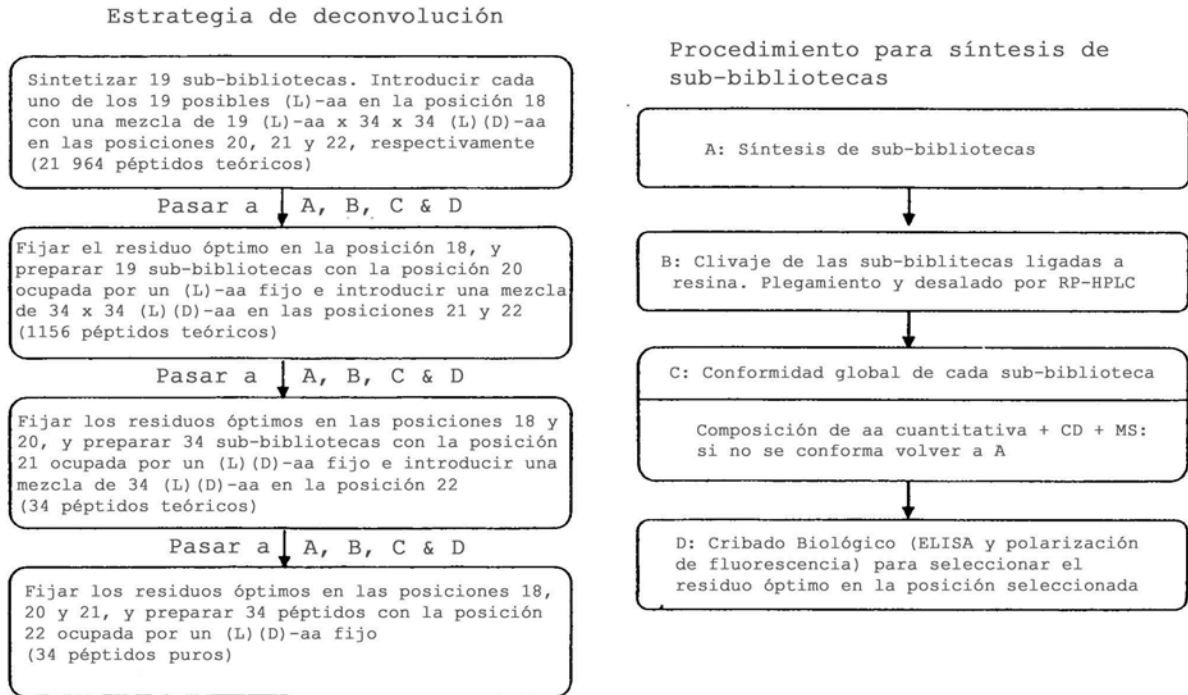 Estrategia de deconvolución
Sintetizar 19 sub-bibliotecas. Introducir cada
uno de los 19 posibles (L)-aa en la posición 18
con una mezcla de 19 (L)-aa x 34 x 34 (L)(D)-aa
en las posiciones 20, 21 y 22, respectivamente
(21 964 péptidos teóricos)
Pasar a A, B, C & D
Fijar el residuo óptimo en la posición 18, y
preparar 19 sub-bibliotecas con la posición 20
ocupada por un (L)-aa fijo e introducir una mezcla
de 34 x 34 (L)(D)-aa en las posiciones 21 y 22
(1156 péptidos teóricos)
Pasar a A, B, C & D
Fijar los residuos óptimos en las posiciones 18 y
20, y preparar 34 sub-bibliotecas con la posición
21 ocupada por un (L)(D)-aa fijo e introducir una
mezcla de 34 (L)(D)-aa en la posición 22
(34 péptidos teóricos)
Pasar a A, B, C & D
Fijar los residuos óptimos en las posiciones 18,
20 y 21, y preparar 34 péptidos con la posición
22 ocupada por un (L)(D)-aa fijo
(34 péptidos puros)
Procedimiento para síntesis de
sub-bibliotecas
A: Síntesis de sub-bibliotecas
B: Clivaje de las sub-biblitecas ligadas a
resina. Plegamiento y desalado por RP-HPLC
C: Conformidad global de cada sub-biblioteca
Composición de aa cuantitativa + CD + MS:
si no se conforma volver a A
D: Cribado Biológico (ELISA y polarización
de fluorescencia) para seleccionar el
residuo óptimo en la posición seleccionada